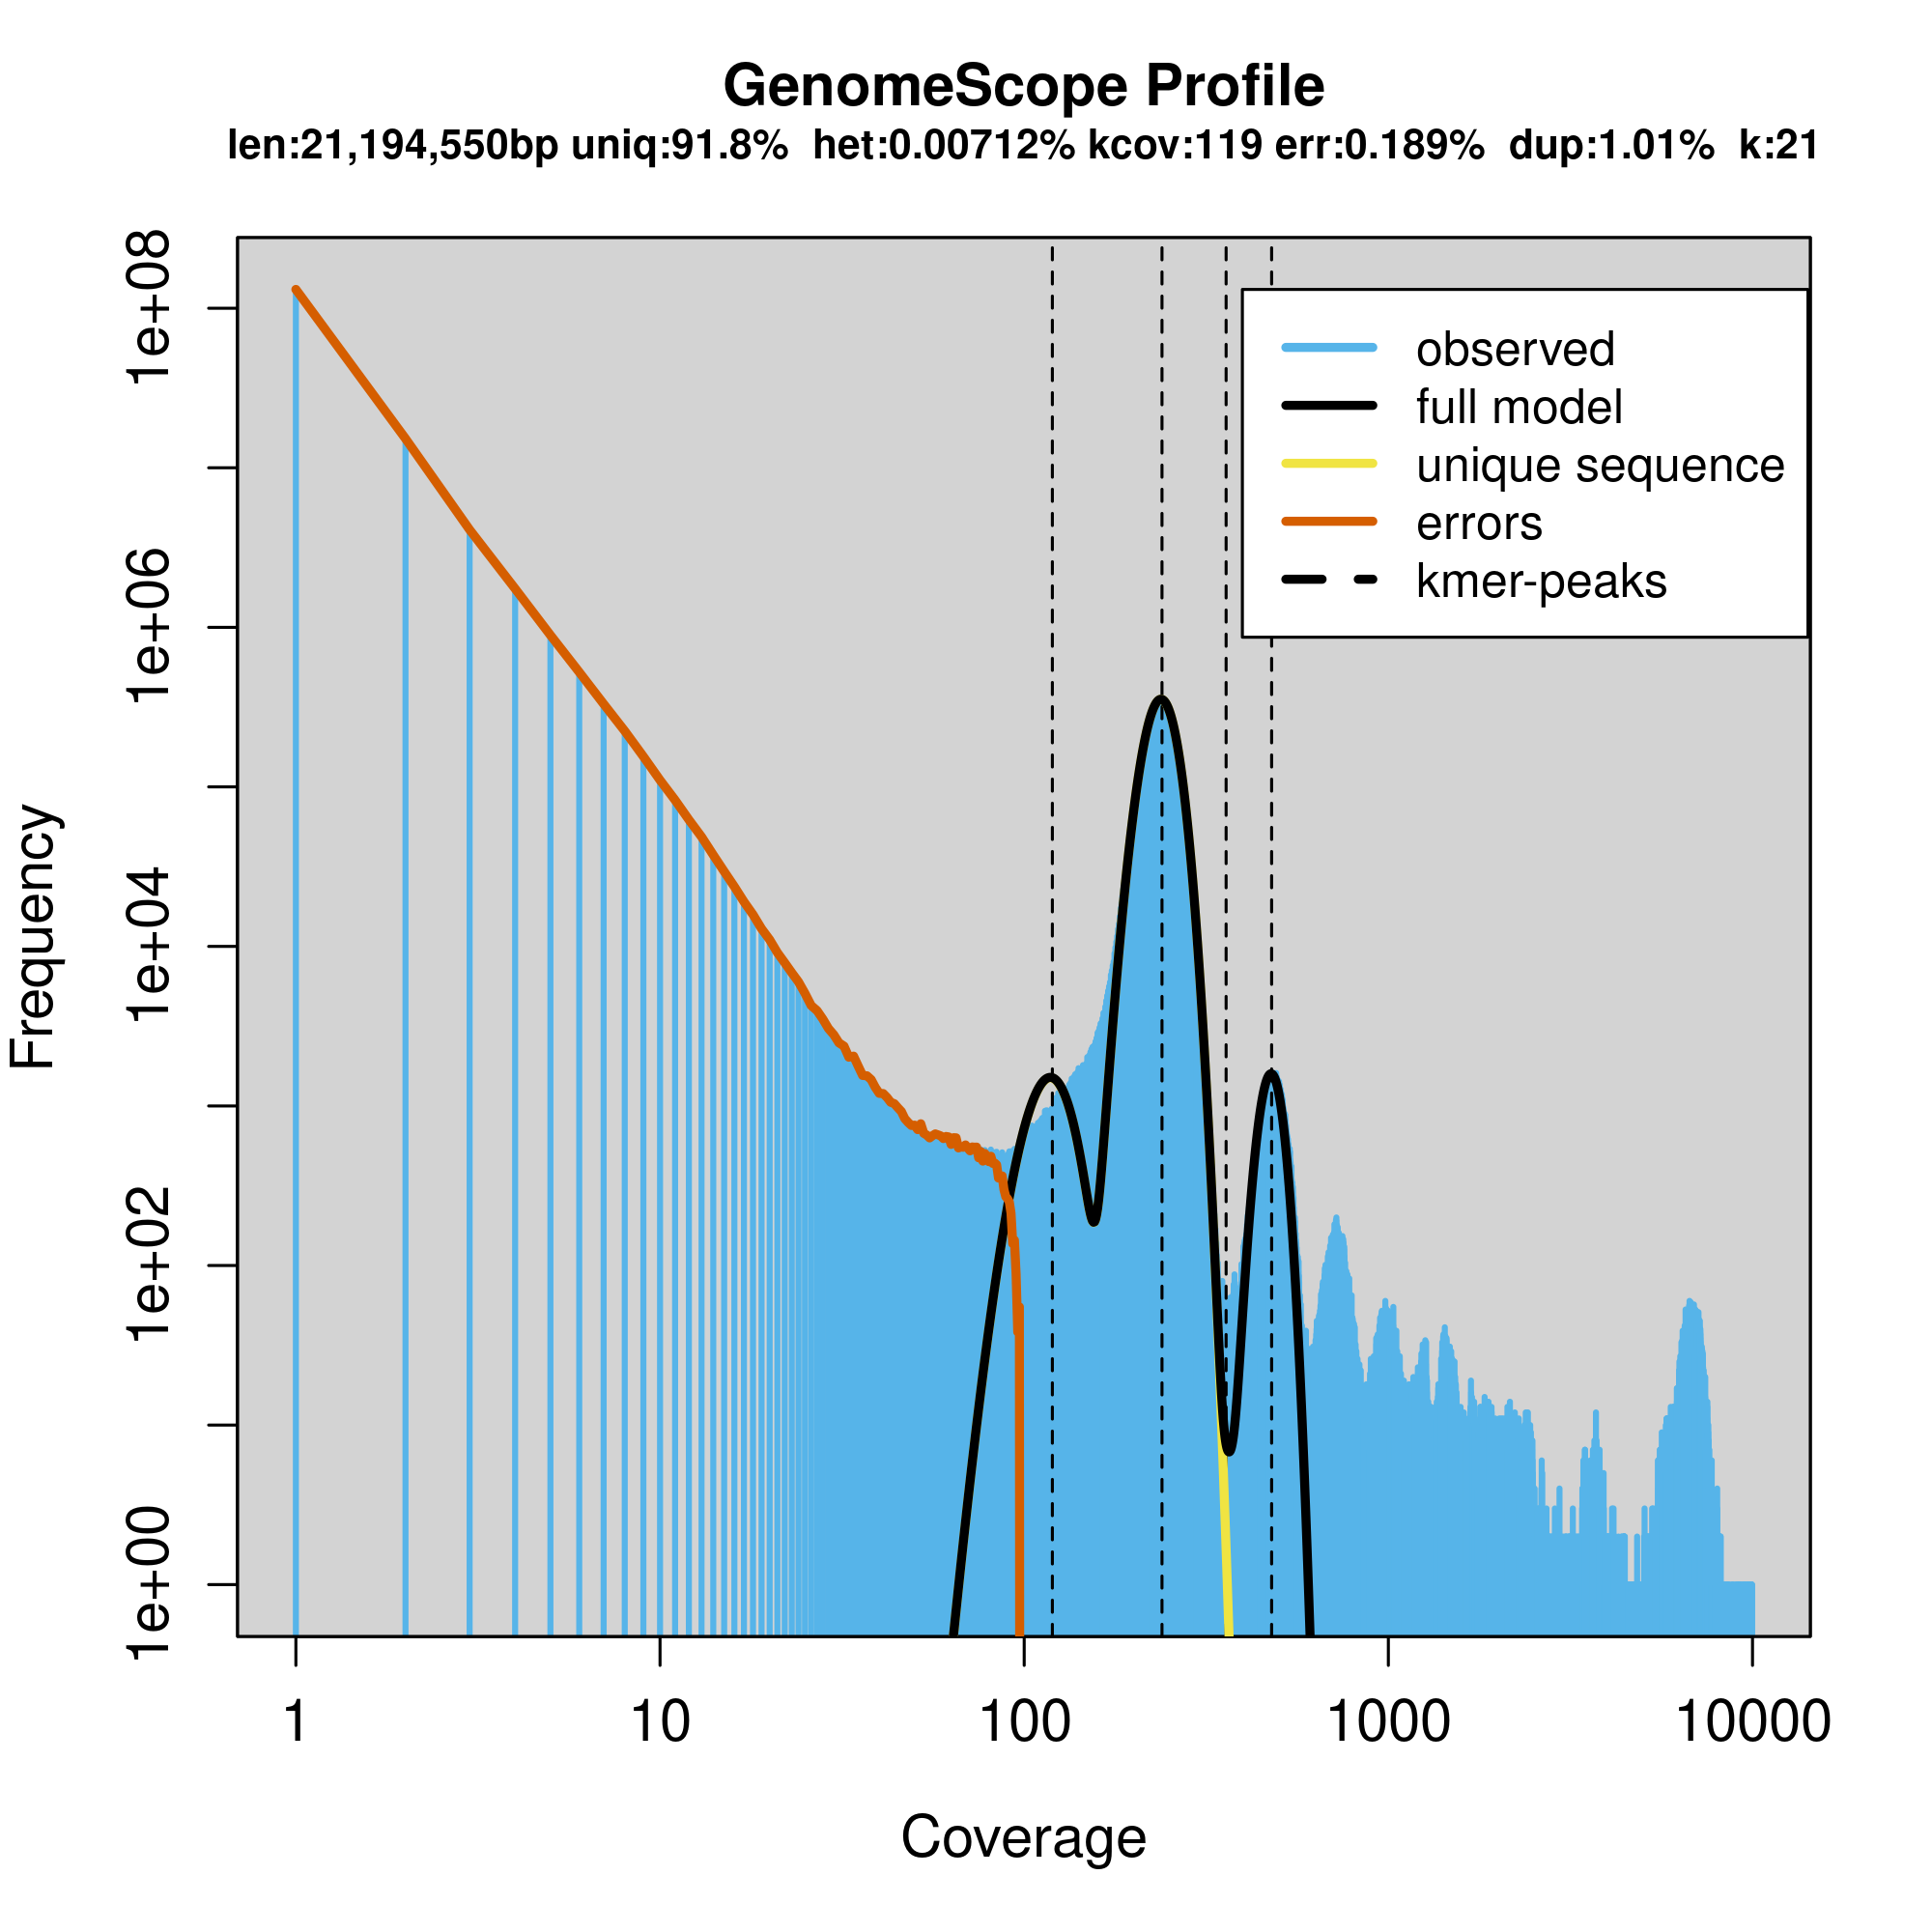 GenomeScope Profile
len:21,194,550bp uniq:91.8% het:0.00712% kcov:119 err:0.189% dup:1.01% k:21
1e+08
1e+06
1e+04
1e+02
1e+00
Frequency
observed
full model
unique sequence
errors
kmer-peaks
1 10 100 1000 10000
Coverage